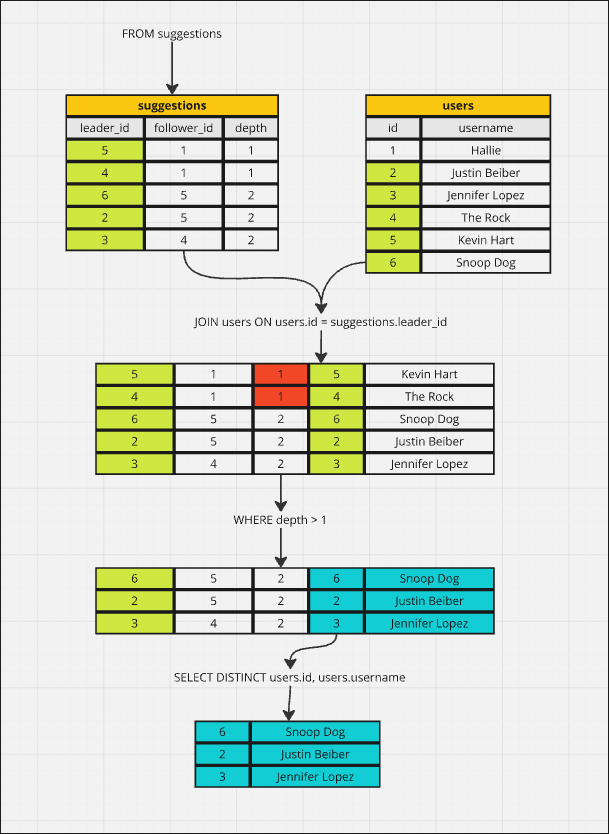 FROM suggestions
suggestions
leader_id follower_id depth
5 1 1
4 1 1
6 5 2
2 5 2
3 4 2
users
id username
1 Hallie
2 Justin Beiber
3 Jennifer Lopez
4 The Rock
5 Kevin Hart
6 Snoop Dog
JOIN users ON users.id = suggestions.leader_id
5 1 1 5 Kevin Hart
4 1 1 4 The Rock
6 5 2 6 Snoop Dog
2 5 2 2 Justin Beiber
3 4 2 3 Jennifer Lopez
WHERE depth > 1
6 5 2 6 Snoop Dog
2 5 2 2 Justin Beiber
3 4 2 3 Jennifer Lopez
SELECT DISTINCT users.id, users.username
6 Snoop Dog
2 Justin Beiber
3 Jennifer Lopez